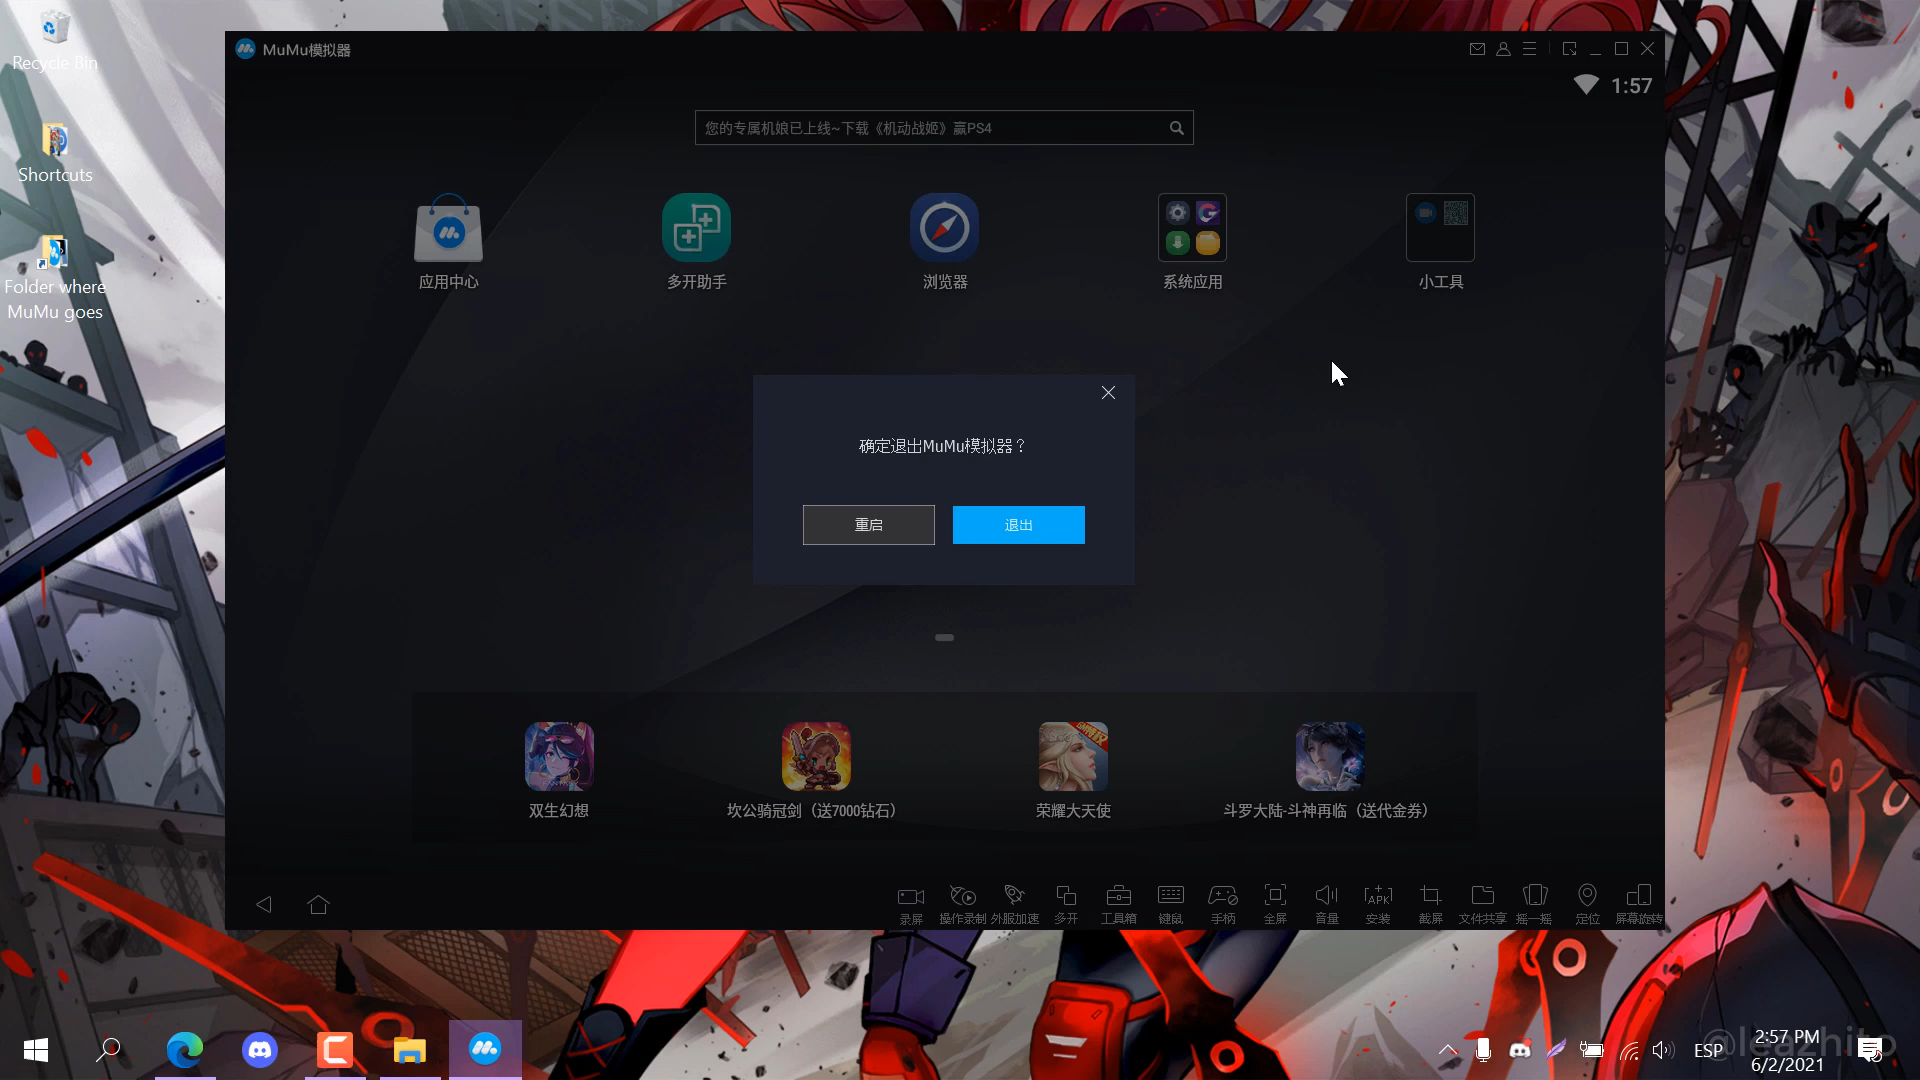 Recycle Bin
Shortcuts
Folder where
MuMu goes
MuMu模拟器
1:57
您的专属机娘已上线~下载《机动战姬》赢PS4
应用中心
多开助手
浏览器
系统应用
小工具
确定退出MuMu模拟器？
重启
退出
双生幻想
坎公骑冠剑（送7000钻石）
荣耀大天使
斗罗大陆-斗神再临（送代金券）
录屏
操作录制
外服加速
多开
工具箱
键鼠
手柄
全屏
音量
APK
安装
截屏
文件共享
摇一摇
定位
屏幕旋转
ESP
2:57 PM
6/2/2021